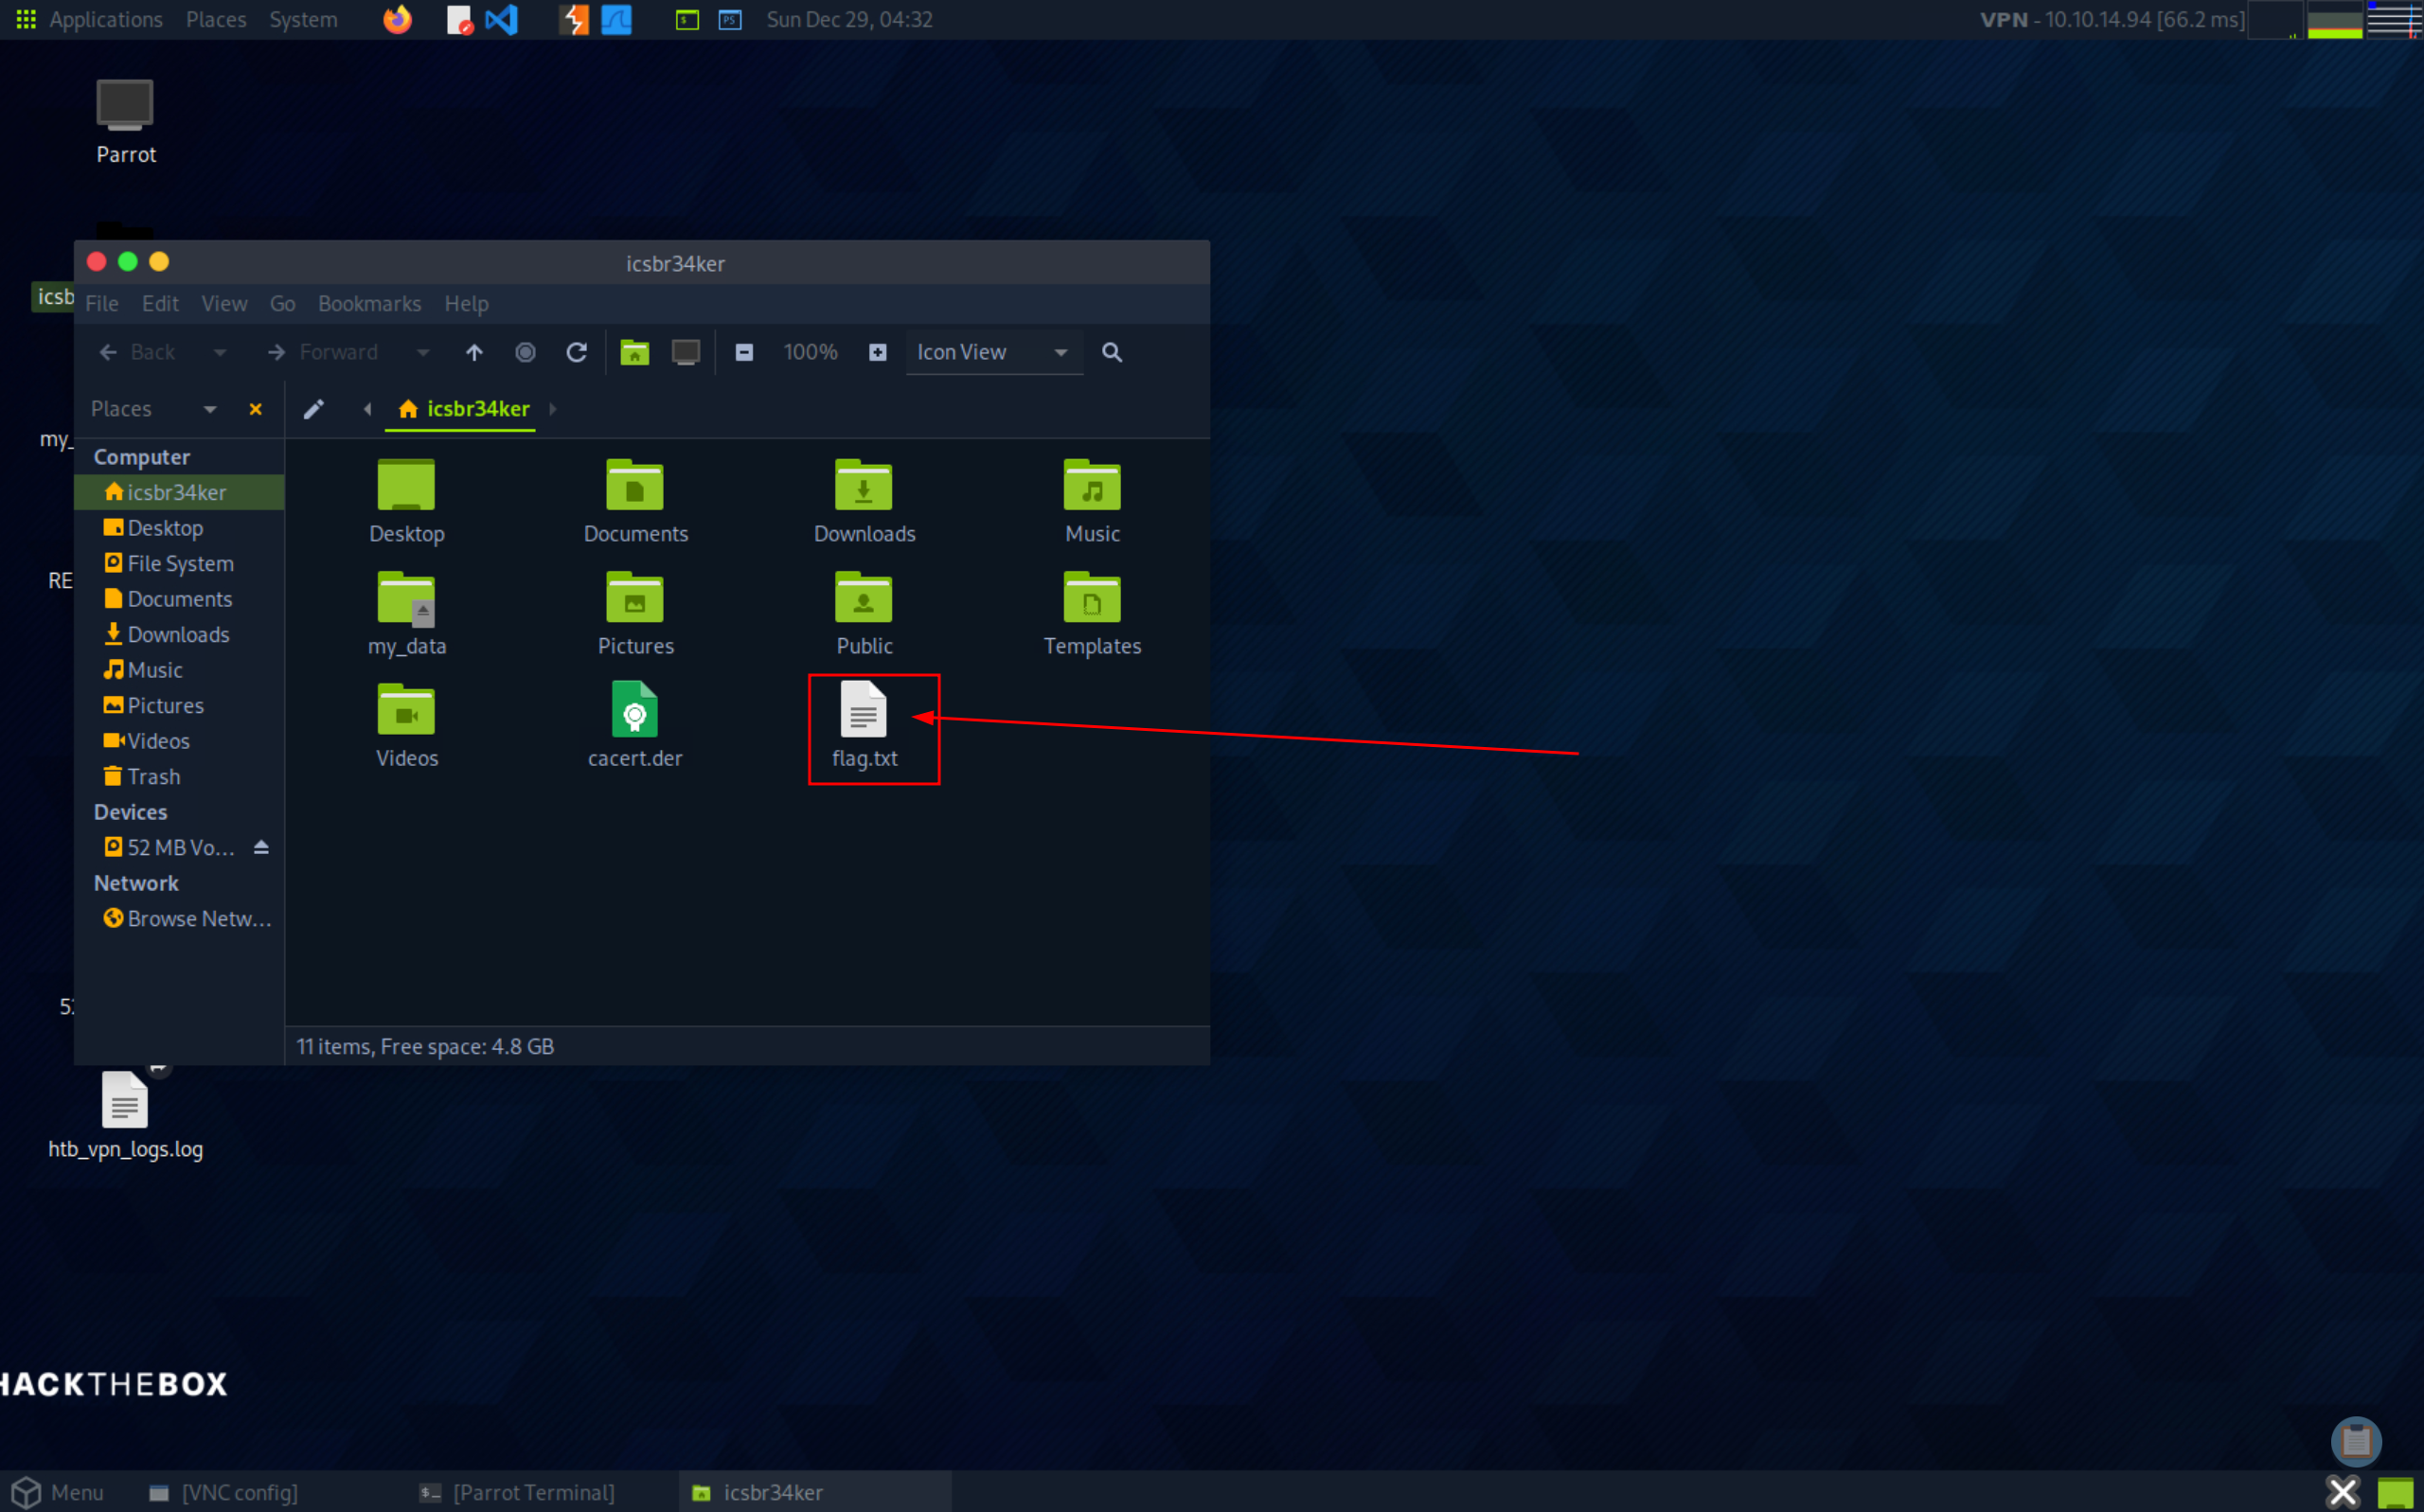 Applications Places System Sun Dec 29, 04:32 VPN - 10.10.14.94 [66.2 ms]
Parrot
icsbr34ker
icsb
File Edit View Go Bookmarks Help
Back Forward 100% Icon View
Places icsbr34ker
my_
Computer
icsbr34ker
Desktop
File System
Documents
Downloads
Music
Pictures
Videos
Trash
Devices
52 MB Vo...
Network
Browse Netw...
RE
52
Desktop Documents Downloads Music
my_data Pictures Public Templates
Videos cacert.der flag.txt
11 items, Free space: 4.8 GB
htb_vpn_logs.log
HACKTHEBOX
Menu [VNC config] [Parrot Terminal] icsbr34ker